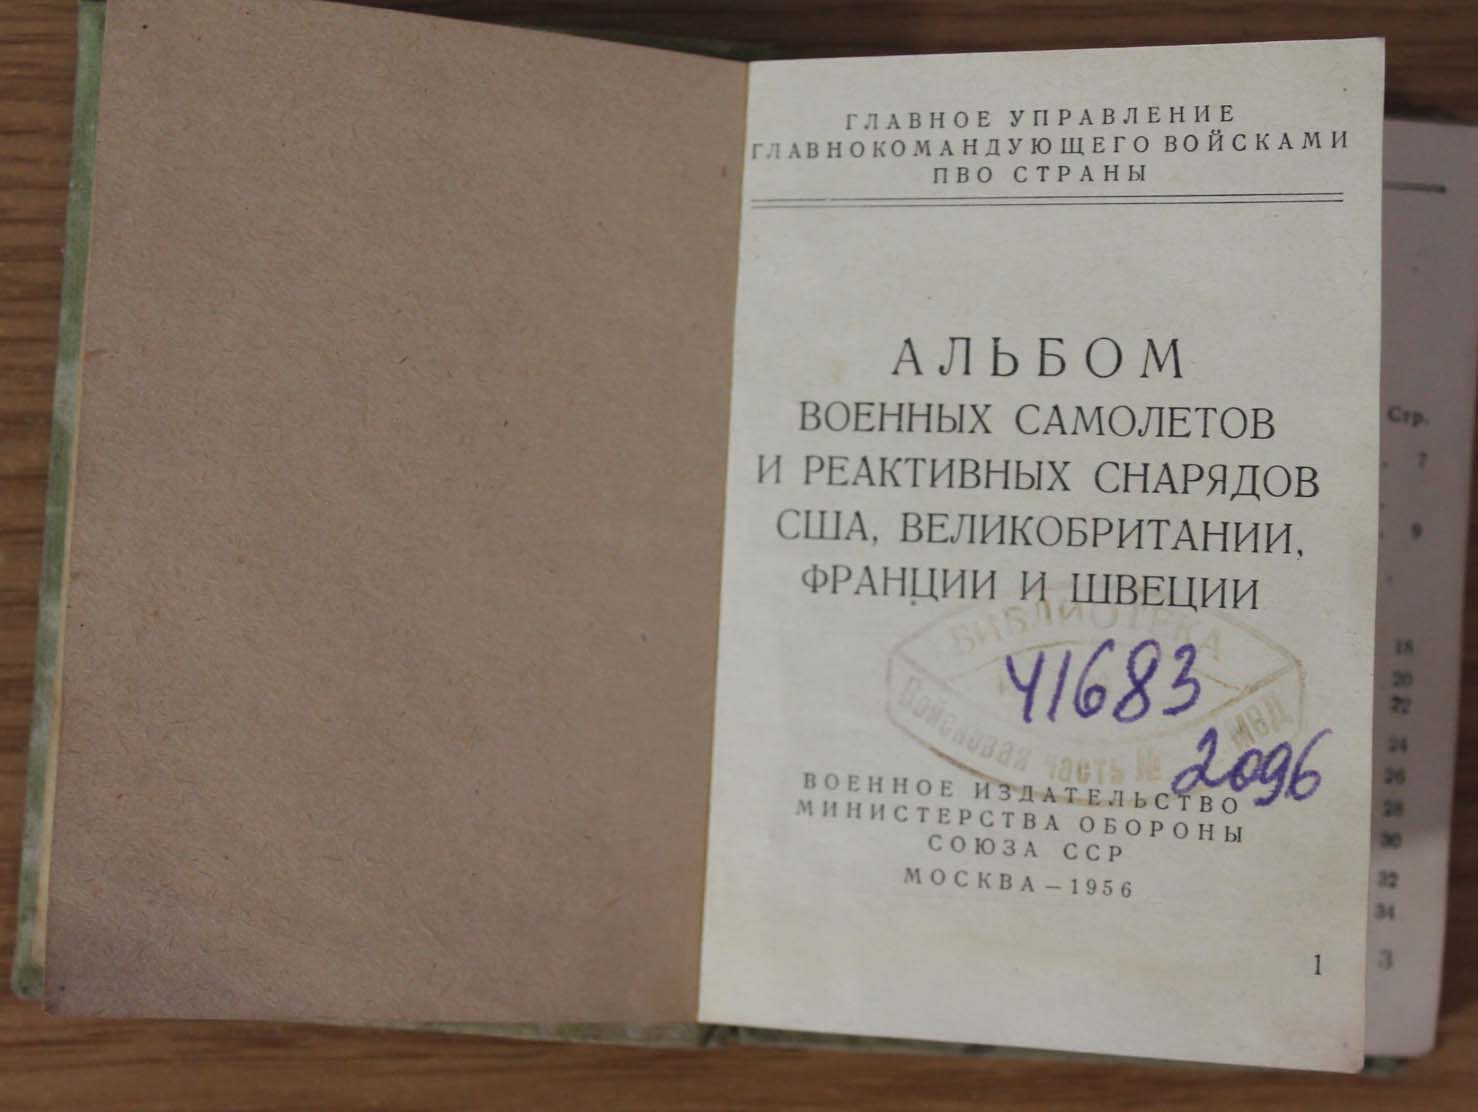 ГЛАВНОЕ УПРАВЛЕНИЕ
ГЛАВНОКОМАНДУЮЩЕГО ВОЙСКАМИ
ПВО СТРАНЫ
АЛЬБОМ
ВОЕННЫХ САМОЛЕТОВ
И РЕАКТИВНЫХ СНАРЯДОВ
США, ВЕЛИКОБРИТАНИИ,
ФРАНЦИИ И ШВЕЦИИ
БИБЛИОТЕКА
41683
Войсковая часть № МВД
2096
ВОЕННОЕ ИЗДАТЕЛЬСТВО
МИНИСТЕРСТВА ОБОРОНЫ
СОЮЗА ССР
МОСКВА — 1956
1
Стр.
7
9
18
20
22
24
26
28
30
32
34
3